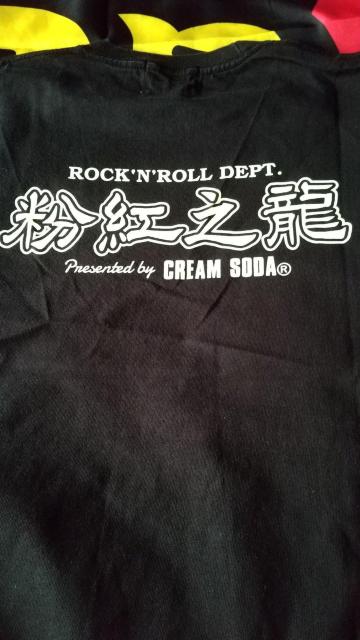 ROCK'N'ROLL DEPT.
粉紅之龍
Presented by CREAM SODA®